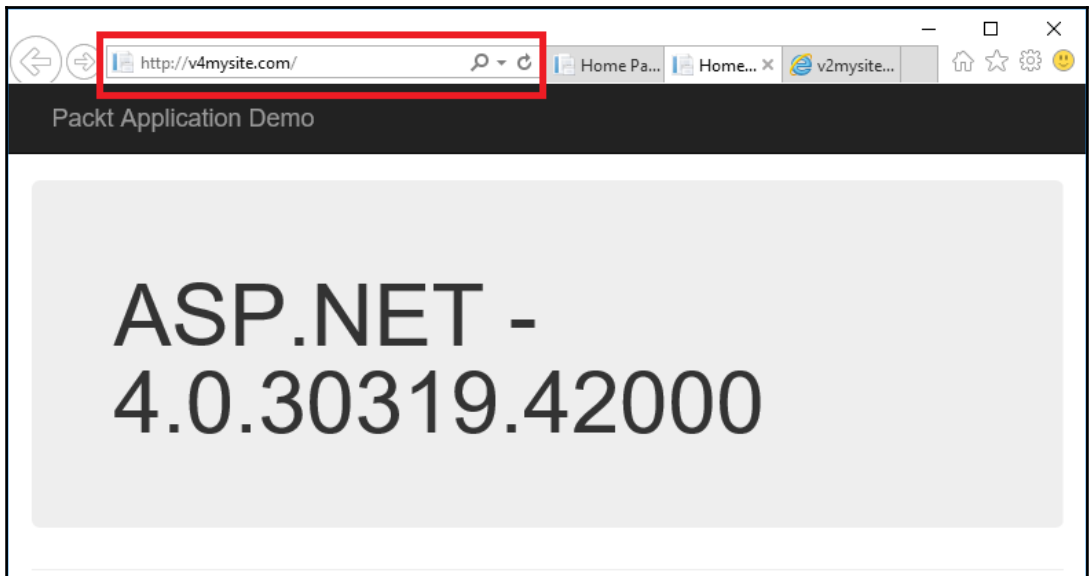 http://v4mysite.com/
Home Pa...
Home...
v2mysite...
Packt Application Demo
ASP.NET -
4.0.30319.42000